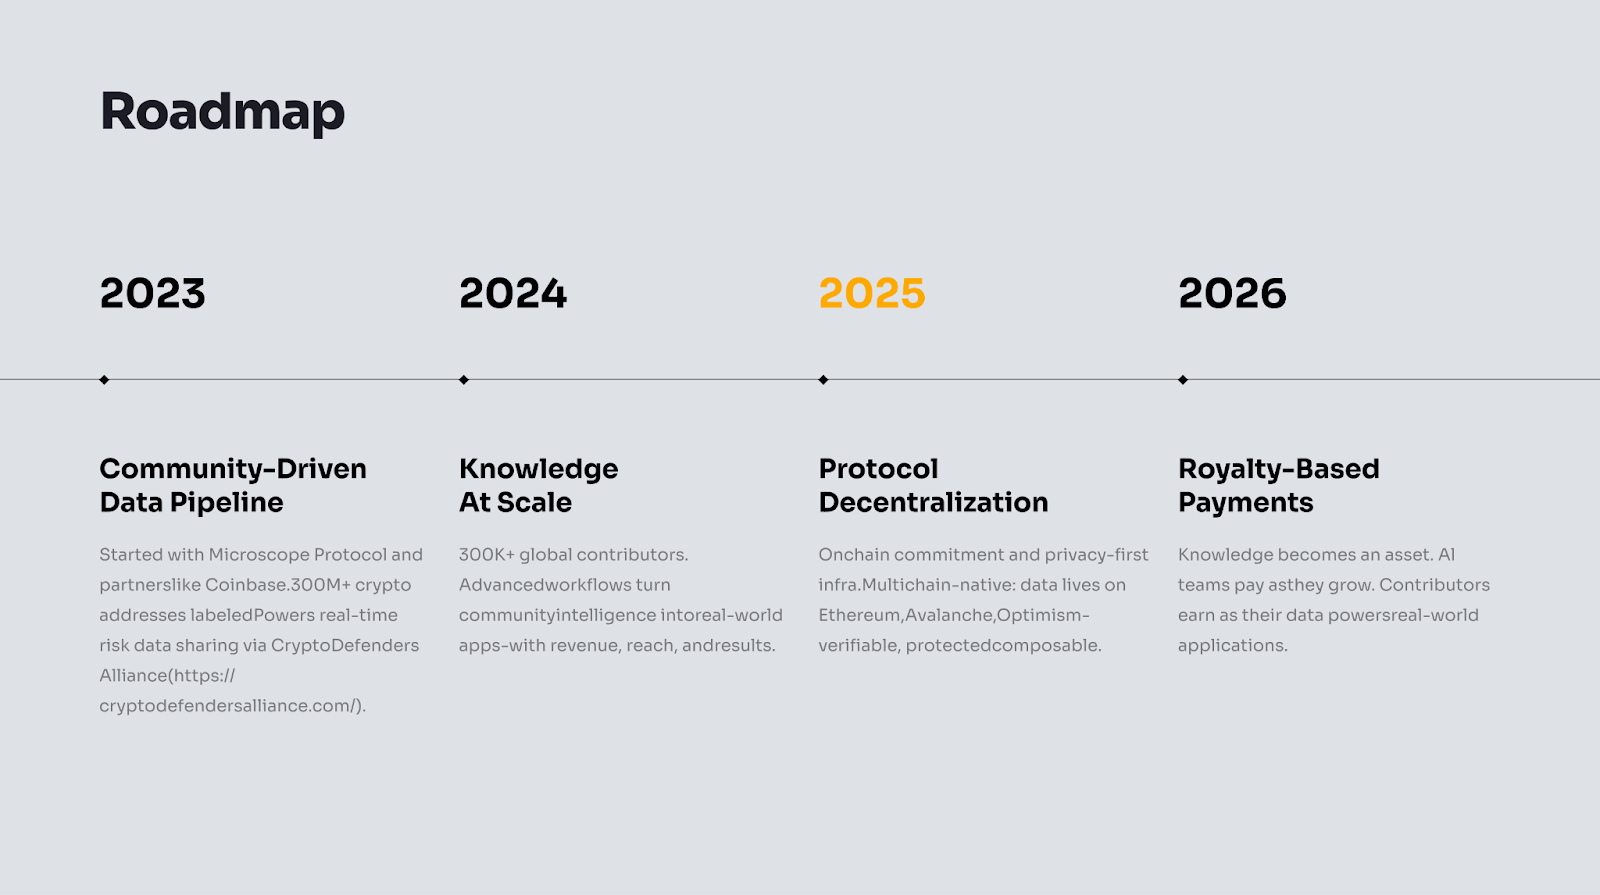 Roadmap
2023
2024
2025
2026
Community-Driven
Data Pipeline
Started with Microscope Protocol and
partnerslike Coinbase.300M+ crypto
addresses labeledPowers real-time
risk data sharing via CryptoDefenders
Alliance(https://
cryptodefendersalliance.com/).
Knowledge
At Scale
300K+ global contributors.
Advancedworkflows turn
communityintelligence intoreal-world
apps-with revenue, reach, andresults.
Protocol
Decentralization
Onchain commitment and privacy-first
infra.Multichain-native: data lives on
Ethereum,Avalanche,Optimism-
verifiable, protectedcomposable.
Royalty-Based
Payments
Knowledge becomes an asset. AI
teams pay asthey grow. Contributors
earn as their data powersreal-world
applications.